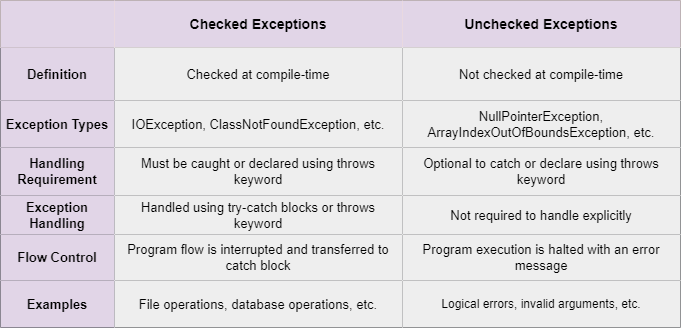 Checked Exceptions
Unchecked Exceptions
Definition
Checked at compile-time
Not checked at compile-time
Exception Types
IOException, ClassNotFoundException, etc.
NullPointerException,
ArrayIndexOutOfBoundsException, etc.
Handling
Requirement
Must be caught or declared using throws
keyword
Optional to catch or declare using throws
keyword
Exception
Handling
Handled using try-catch blocks or throws
keyword
Not required to handle explicitly
Flow Control
Program flow is interrupted and transferred to
catch block
Program execution is halted with an error
message
Examples
File operations, database operations, etc.
Logical errors, invalid arguments, etc.